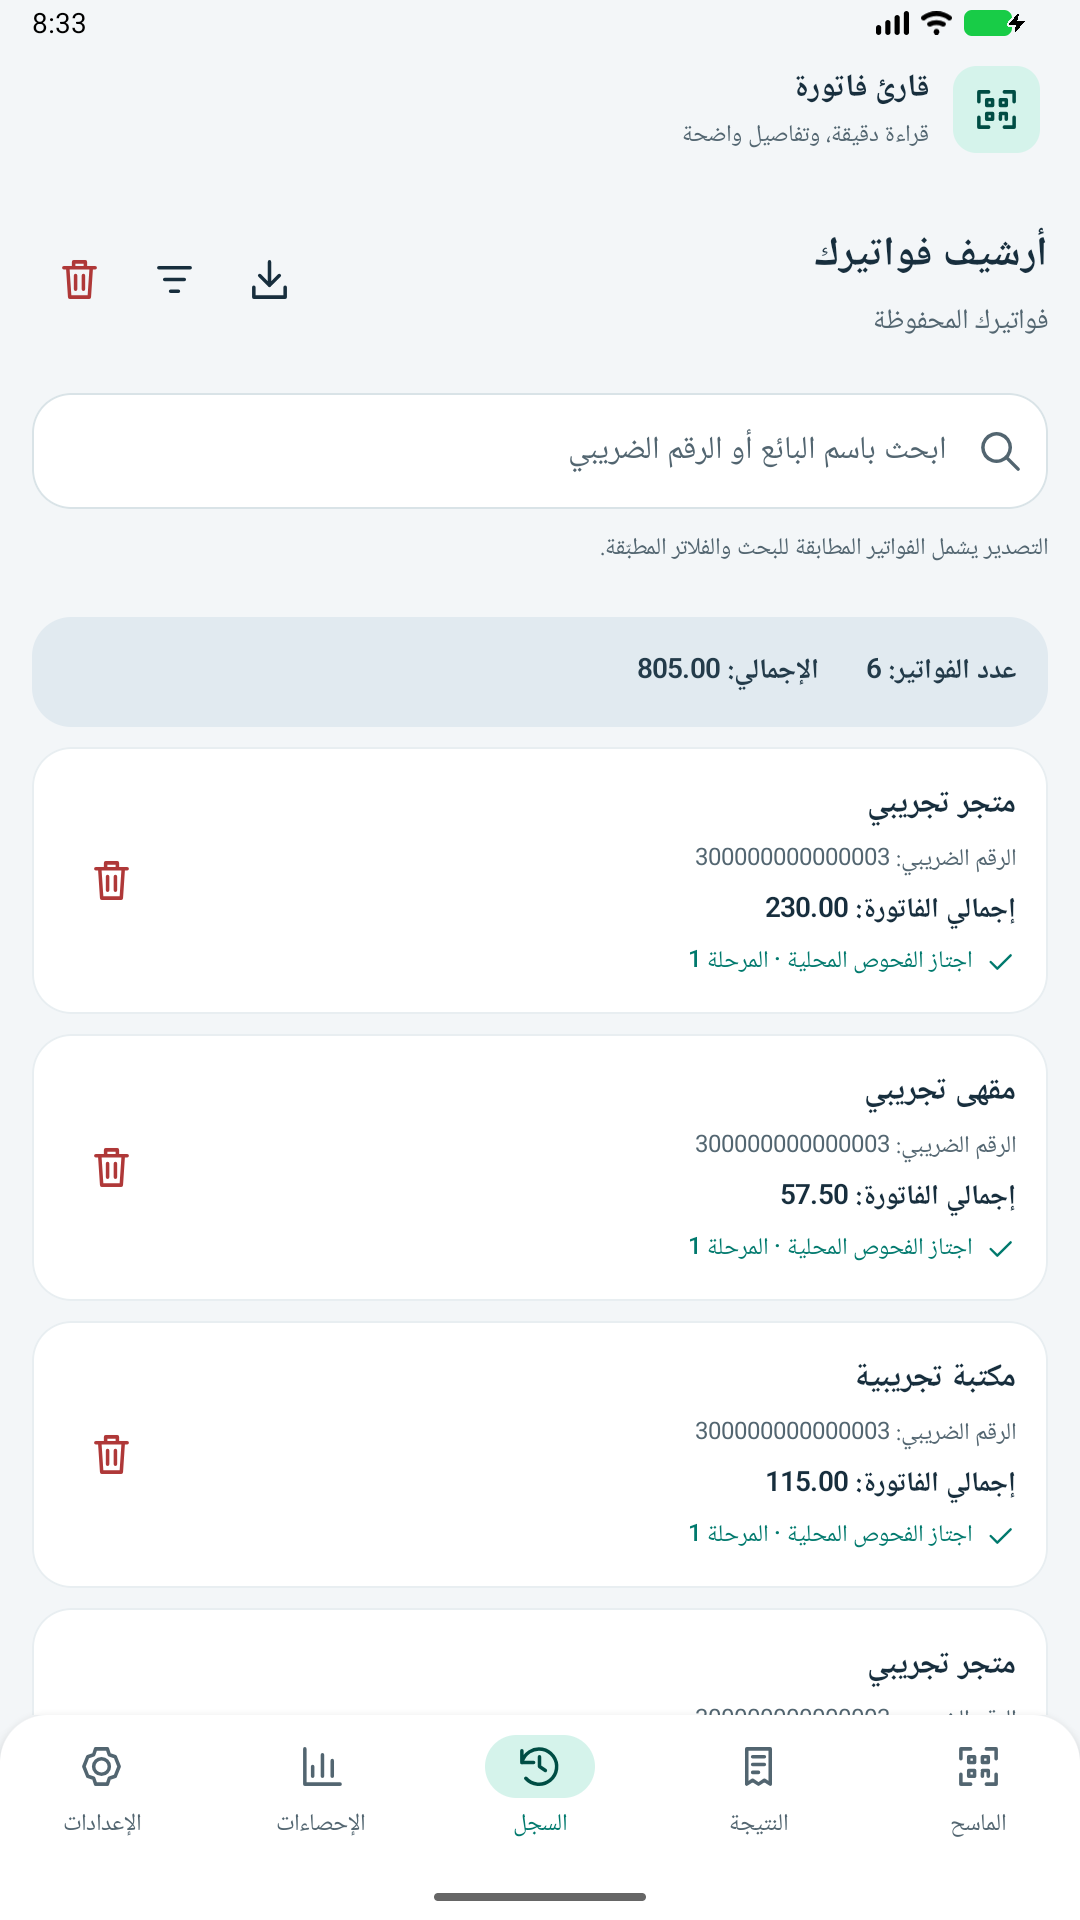 8:33
قارئ فاتورة
قراءة دقيقة، وتفاصيل واضحة
أرشيف فواتيرك
فواتيرك المحفوظة
ابحث باسم البائع أو الرقم الضريبي
التصدير يشمل الفواتير المطابقة للبحث والفلاتر المطبّقة.
عدد الفواتير: 6 الإجمالي: 805.00
متجر تجريبي
الرقم الضريبي: 300000000000003
إجمالي الفاتورة: 230.00
اجتاز الفحوص المحلية · المرحلة 1
مقهى تجريبي
الرقم الضريبي: 300000000000003
إجمالي الفاتورة: 57.50
اجتاز الفحوص المحلية · المرحلة 1
مكتبة تجريبية
الرقم الضريبي: 300000000000003
إجمالي الفاتورة: 115.00
اجتاز الفحوص المحلية · المرحلة 1
متجر تجريبي
الماسح
النتيجة
السجل
الإحصاءات
الإعدادات